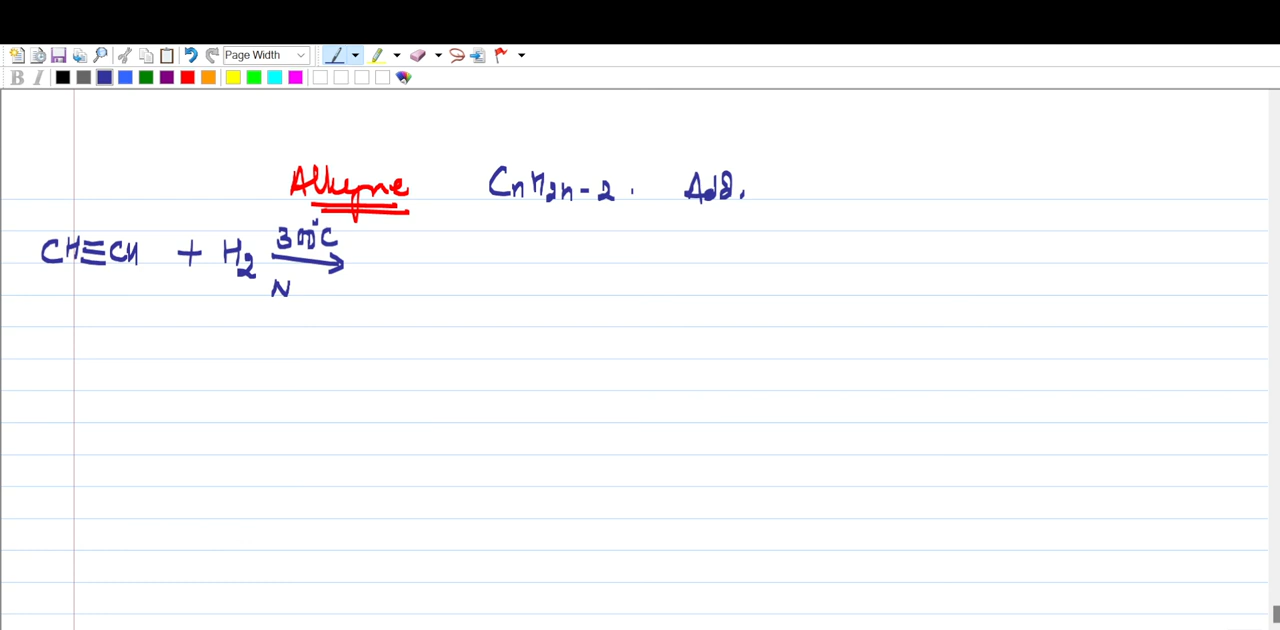 Page Width
B I
Alkyne CnH2n-2. Add.
CH≡CH + H2 300°C
N